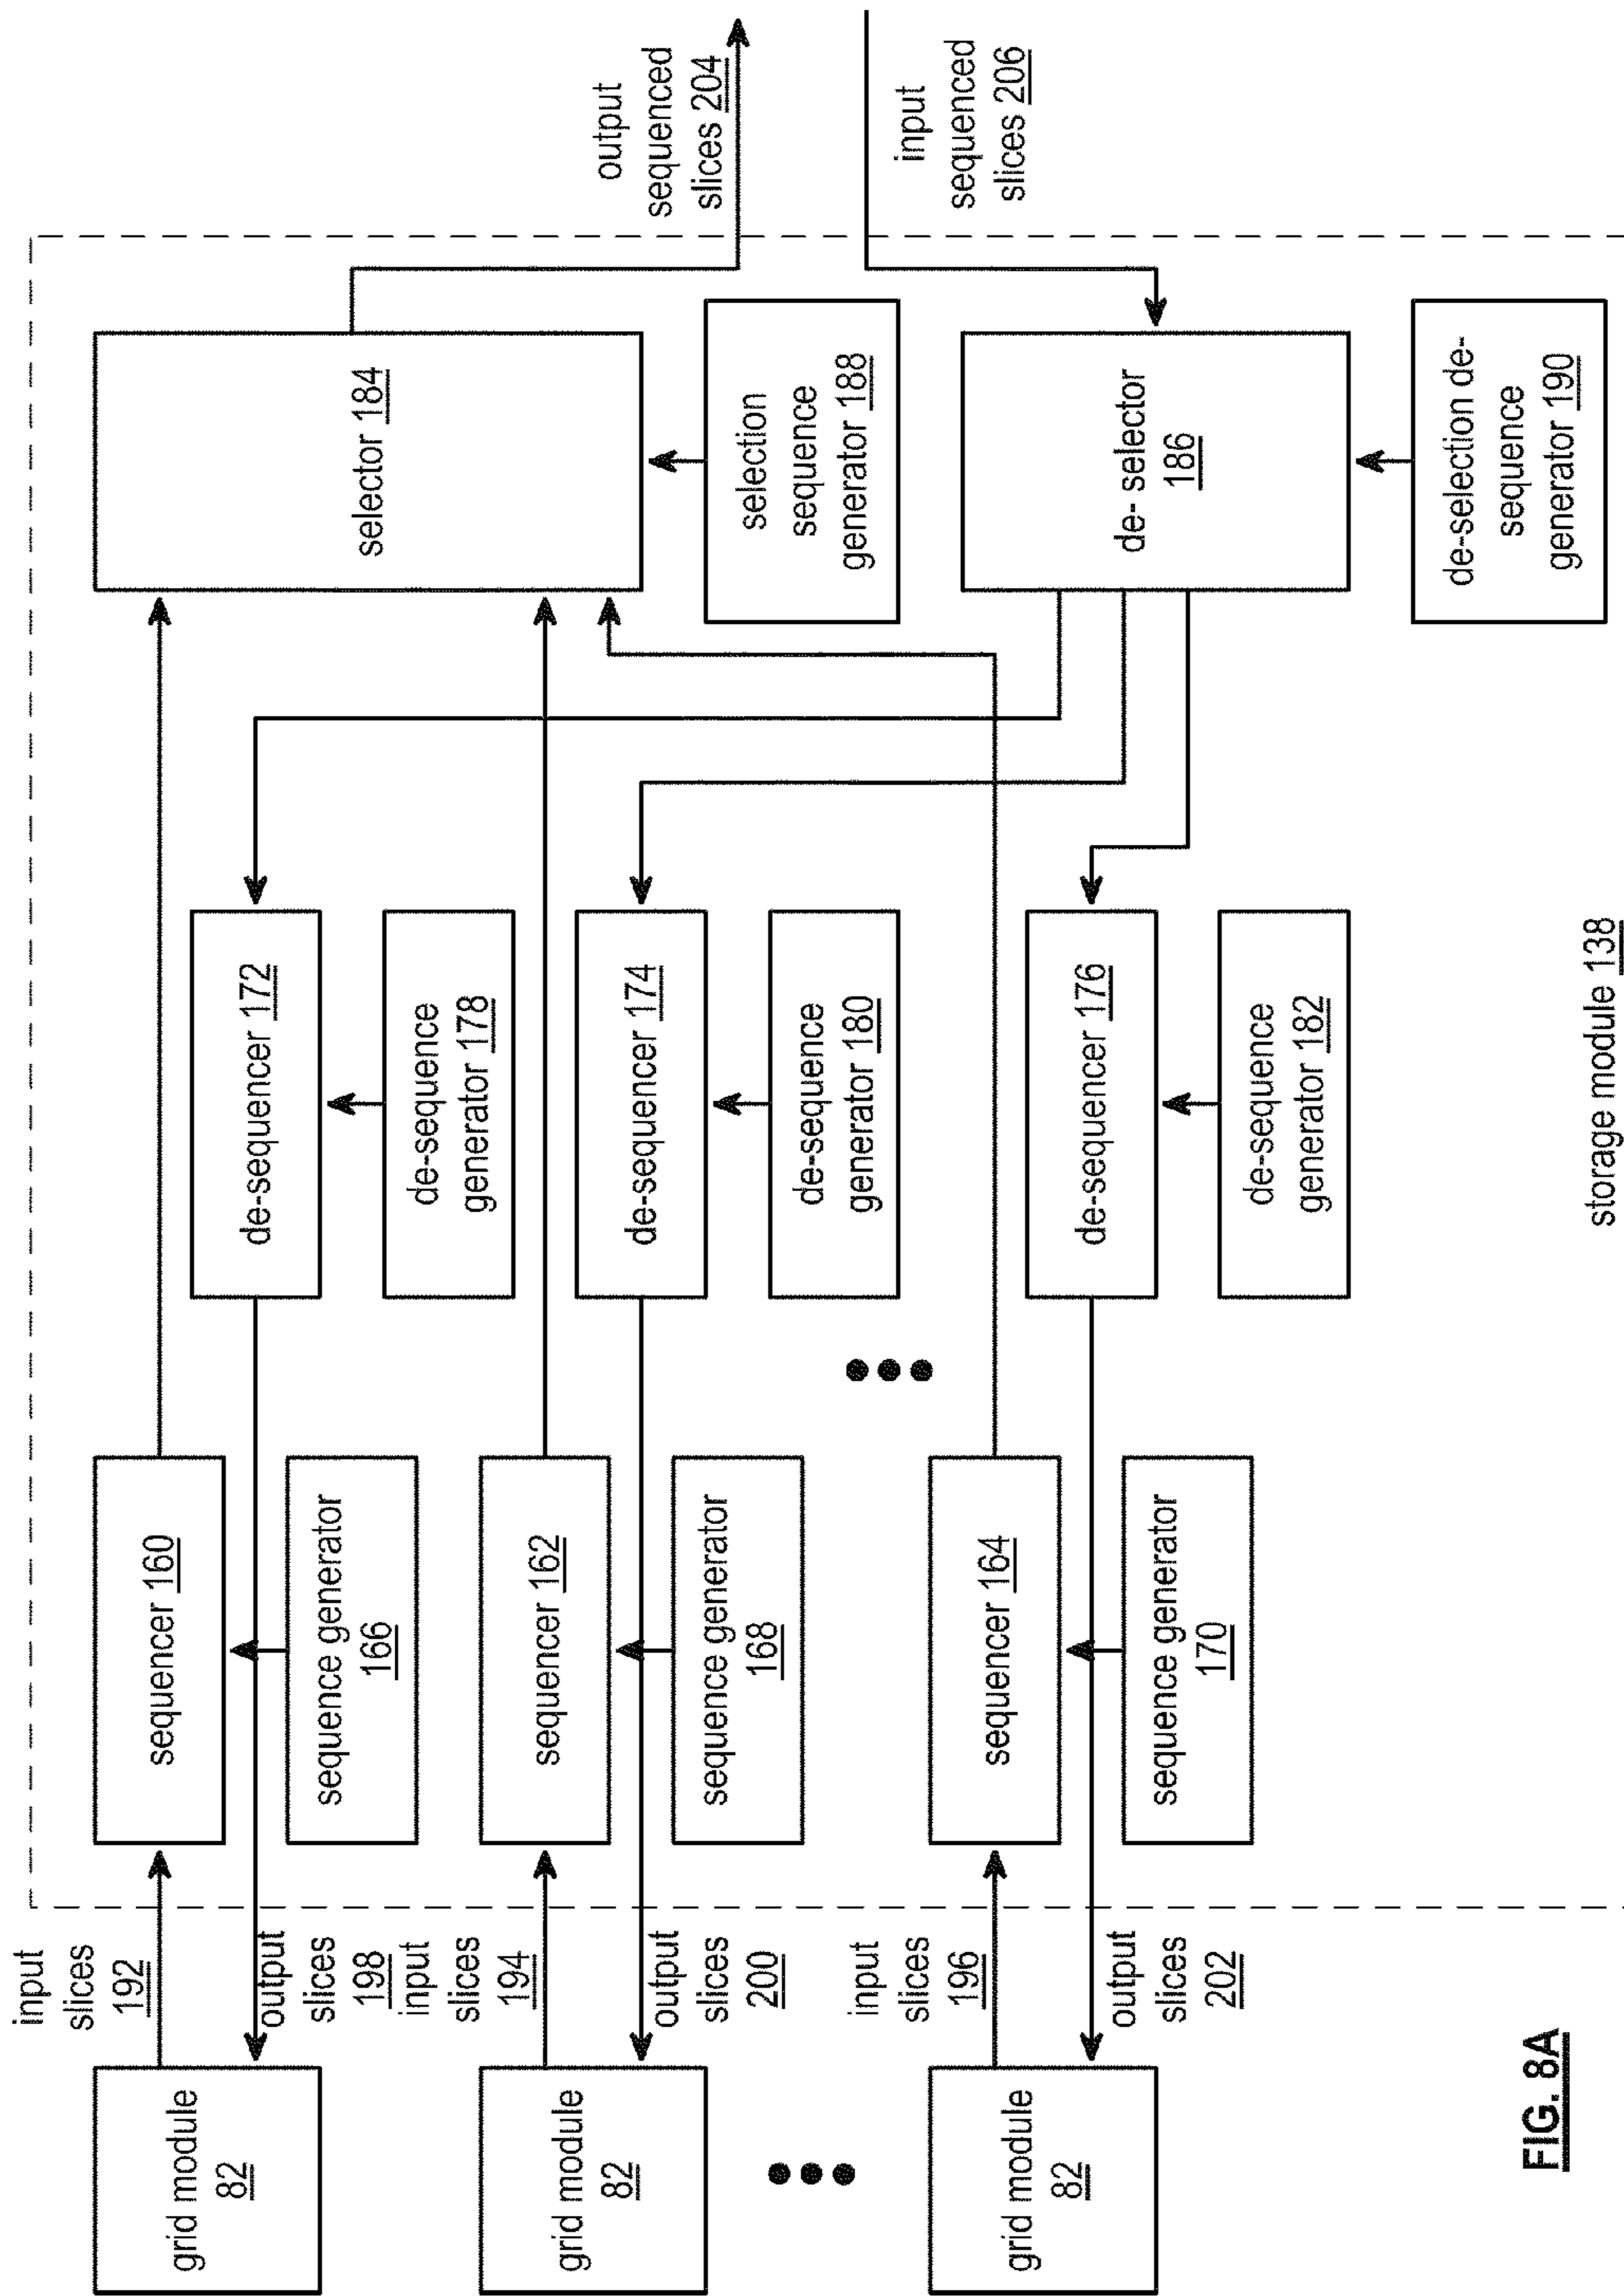 grid module
82
input
slices
192
output
slices
198
sequencer 160
sequence generator
166
de-sequencer 172
de-sequence
generator 178
selector 184
selection
sequence
generator 188
output
sequenced
slices 204
grid module
82
input
slices
194
output
slices
200
sequencer 162
sequence generator
168
de-sequencer 174
de-sequence
generator 180
input
sequenced
slices 206
grid module
82
input
slices
196
output
slices
202
sequencer 164
sequence generator
170
de-sequencer 176
de-sequence
generator 182
de- selector
186
de-selection de-
sequence
generator 190
storage module 138
FIG. 8A